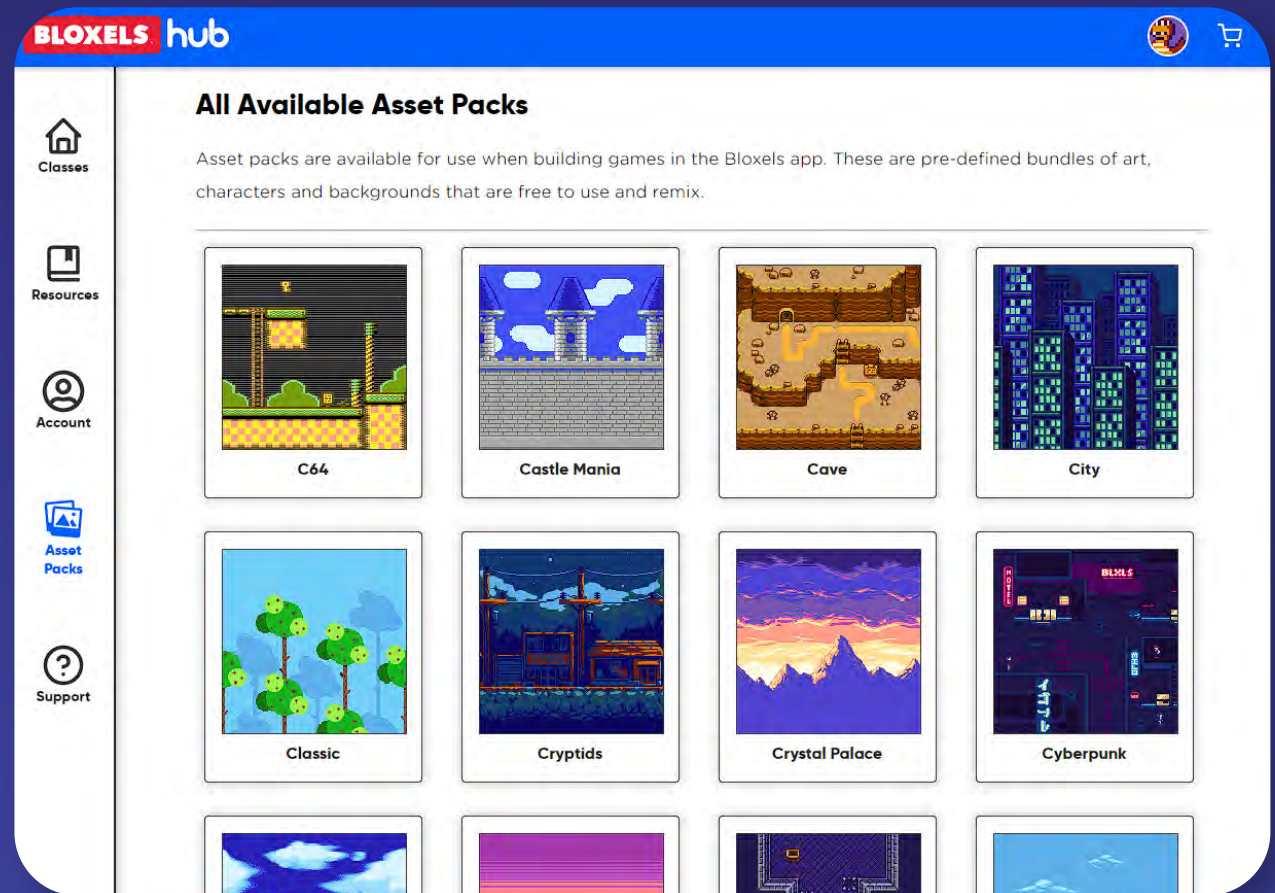 BLOXELS hub
All Available Asset Packs
Asset packs are available for use when building games in the Bloxels app. These are pre-defined bundles of art,
characters and backgrounds that are free to use and remix.
Classes
Resources
Account
Asset
Packs
Support
C64
Castle Mania
Cave
City
HOTEL
BLXLS
Classic
Cryptids
Crystal Palace
Cyberpunk